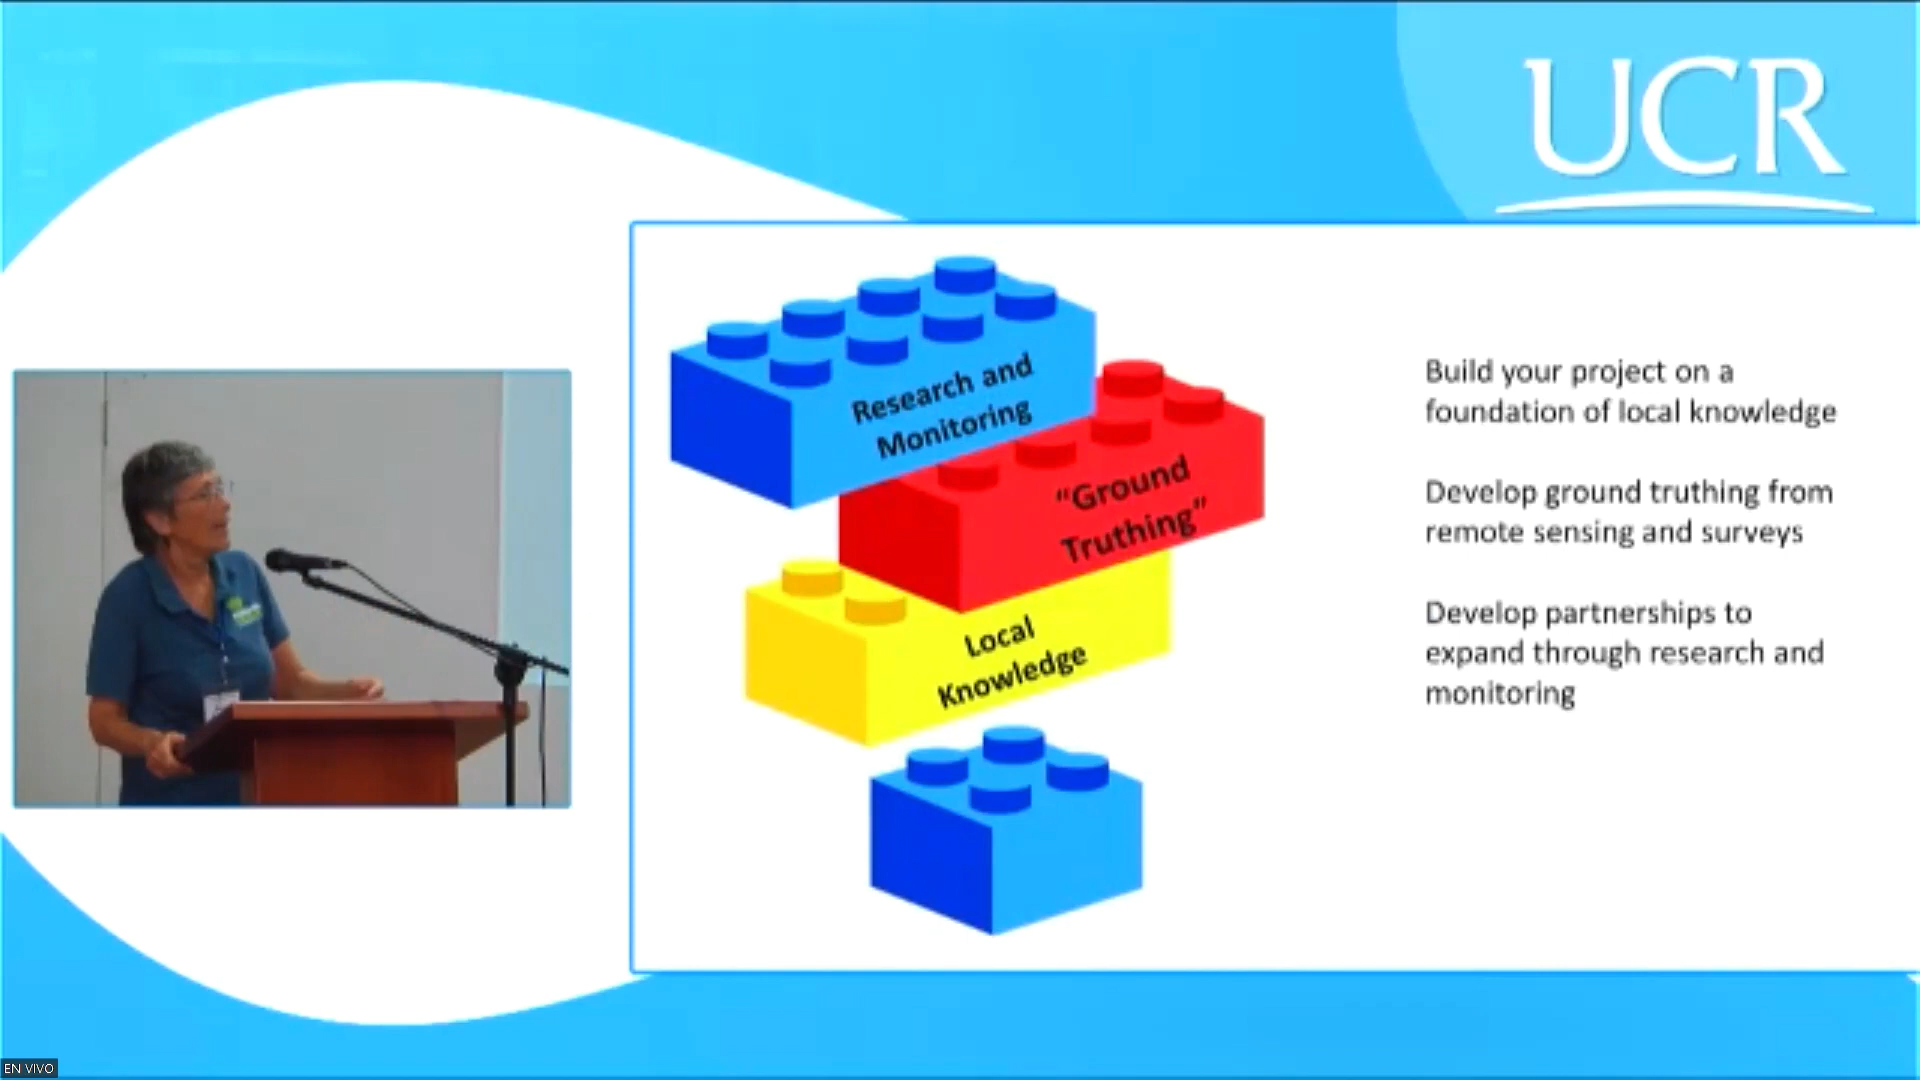 UCR
Research and
Monitoring
“Ground
Truthing”
Local
Knowledge
Build your project on a
foundation of local knowledge
Develop ground truthing from
remote sensing and surveys
Develop partnerships to
expand through research and
monitoring
EN VIVO